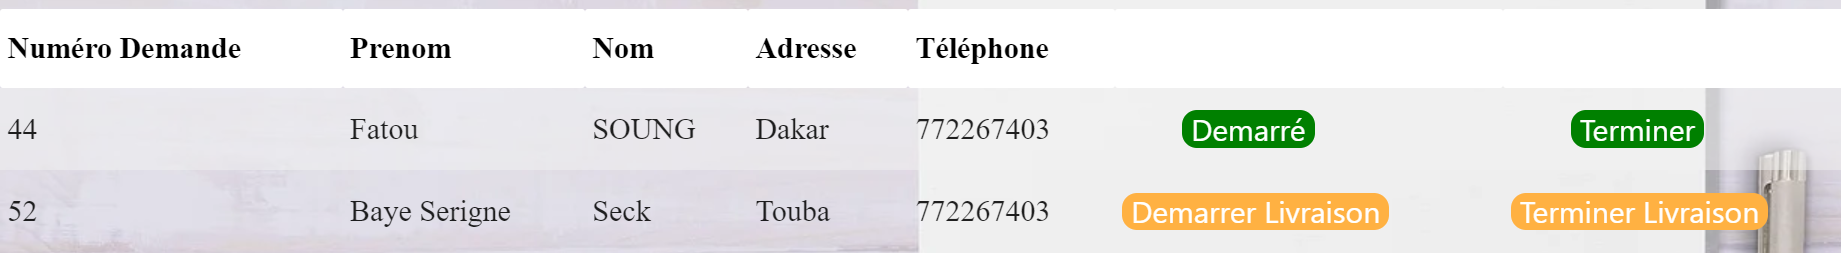 Numéro Demande Prenom Nom Adresse Téléphone
44 Fatou SOUNG Dakar 772267403 Demarré Terminer
52 Baye Serigne Seck Touba 772267403 Demarrer Livraison Terminer Livraison